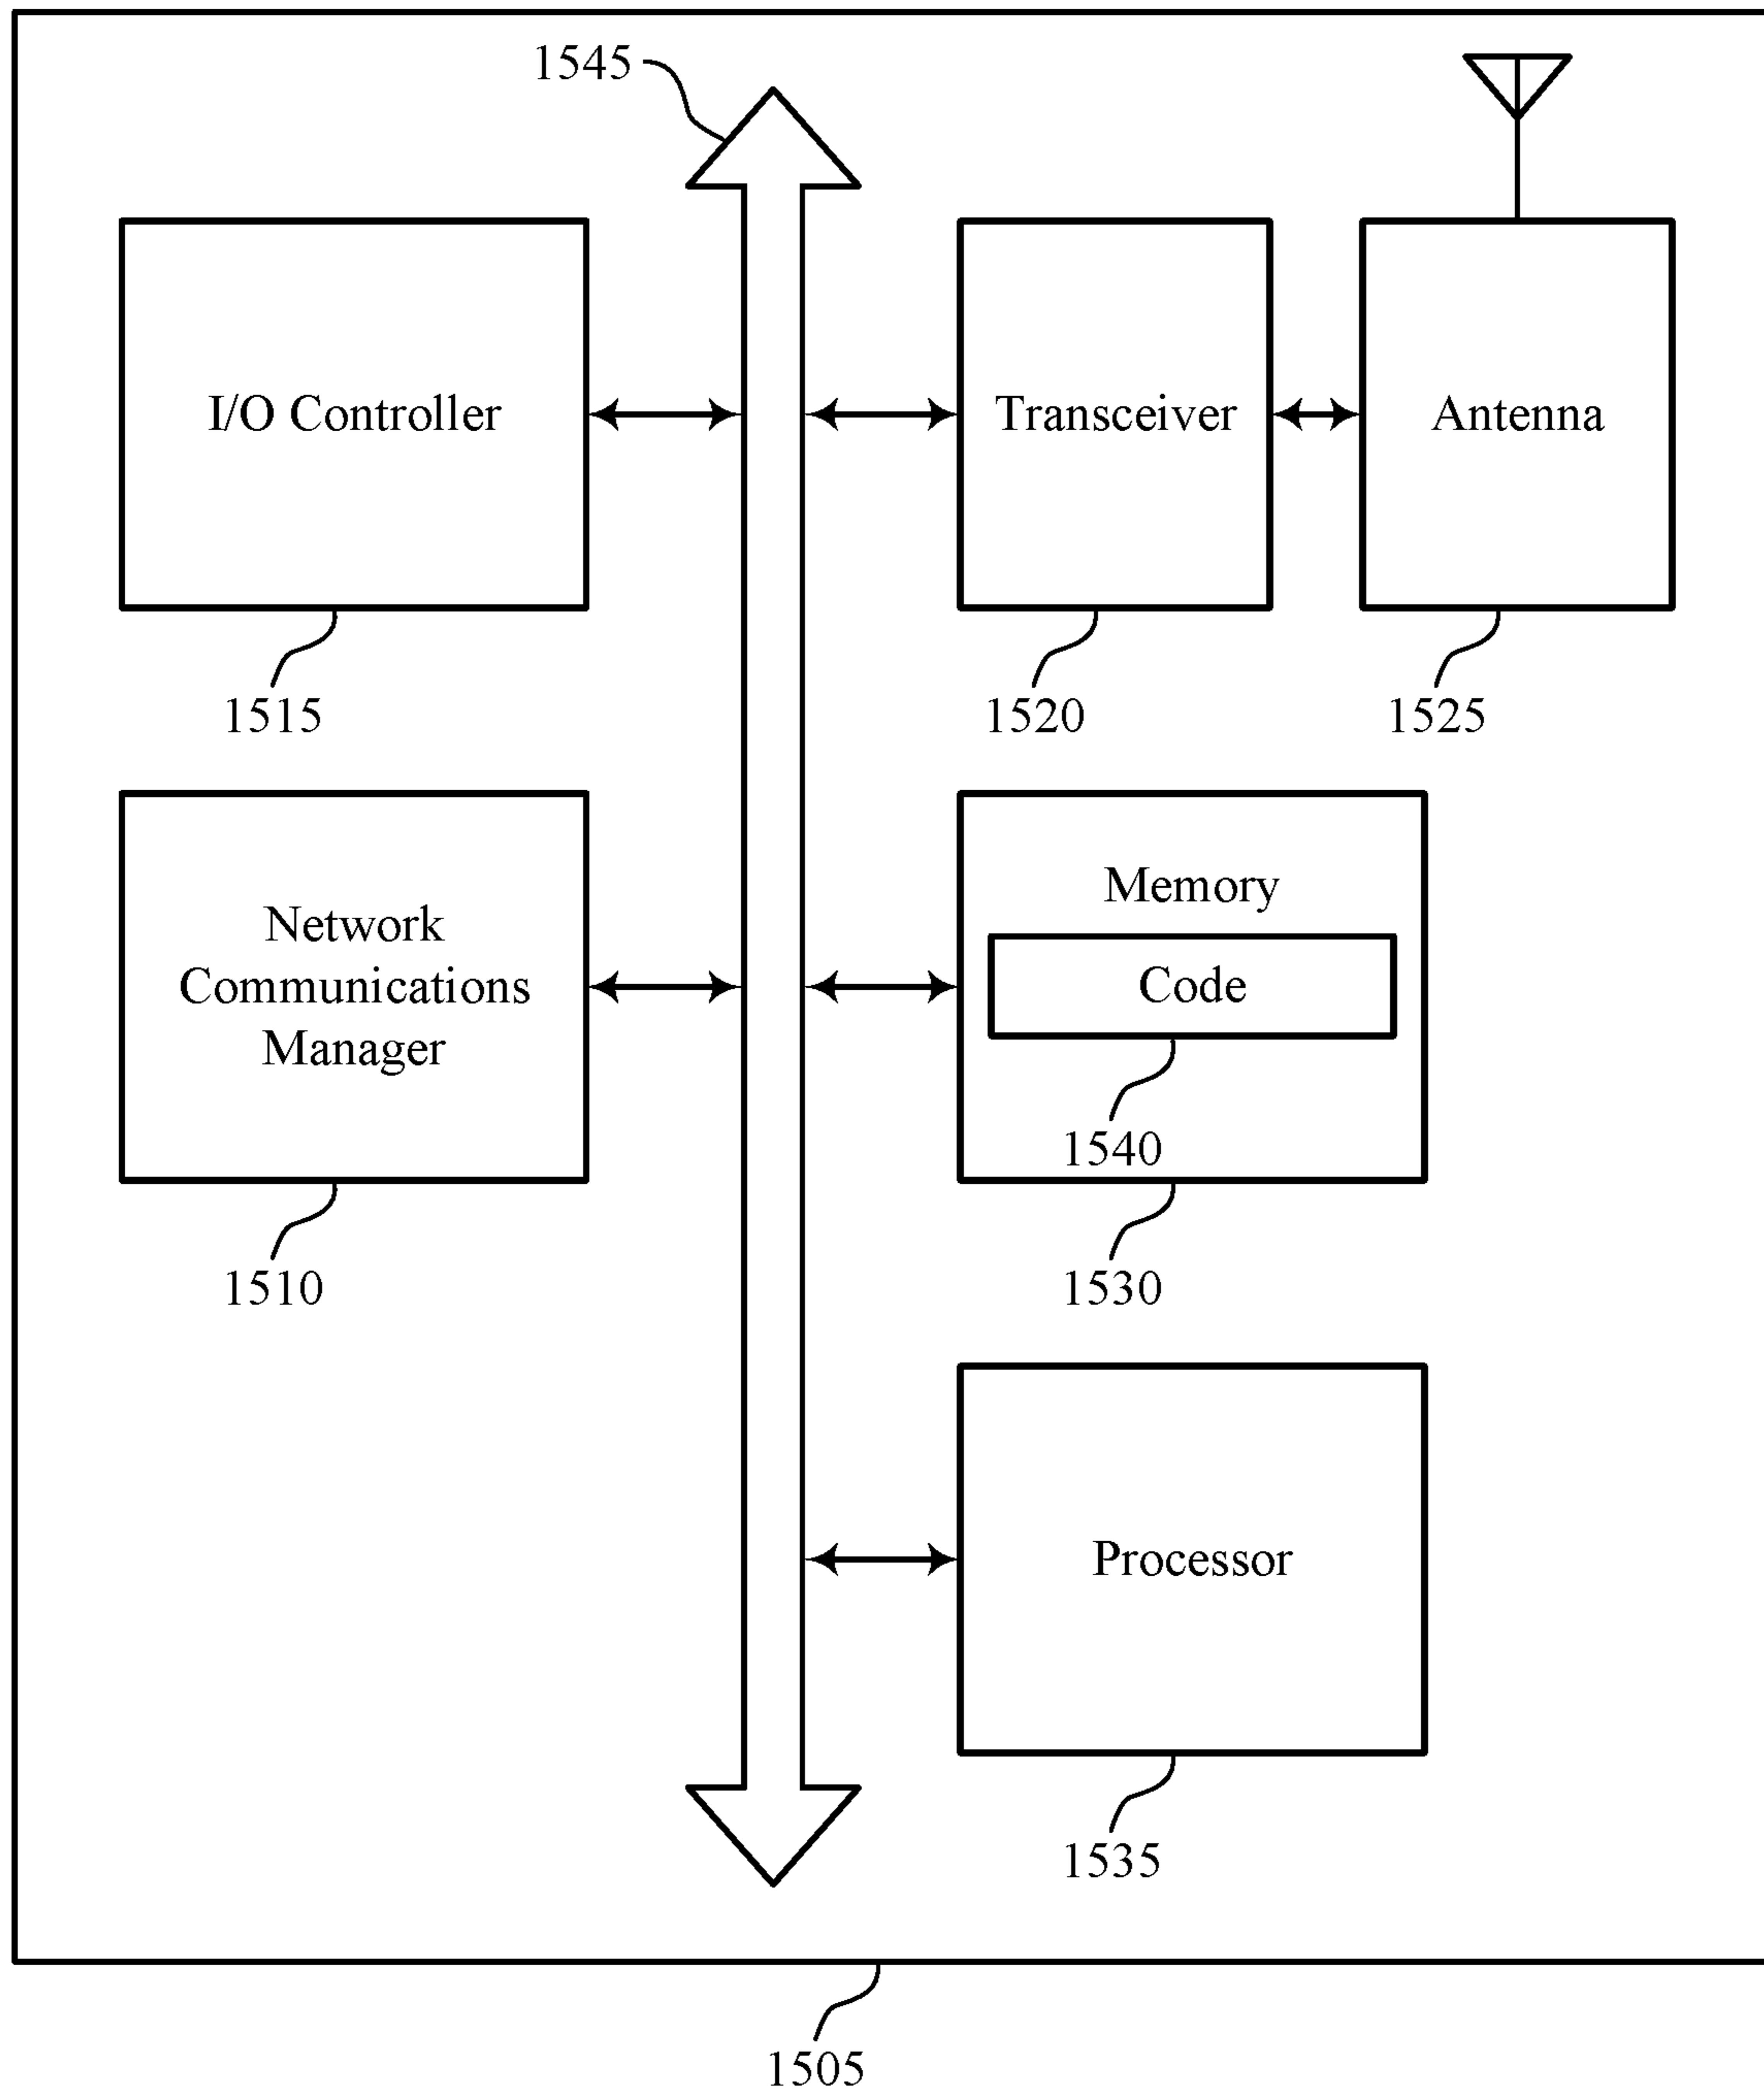 1545
I/O Controller
Transceiver
Antenna
1515
1520
1525
Network
Communications
Manager
Memory
Code
1540
1510
1530
Processor
1535
1505